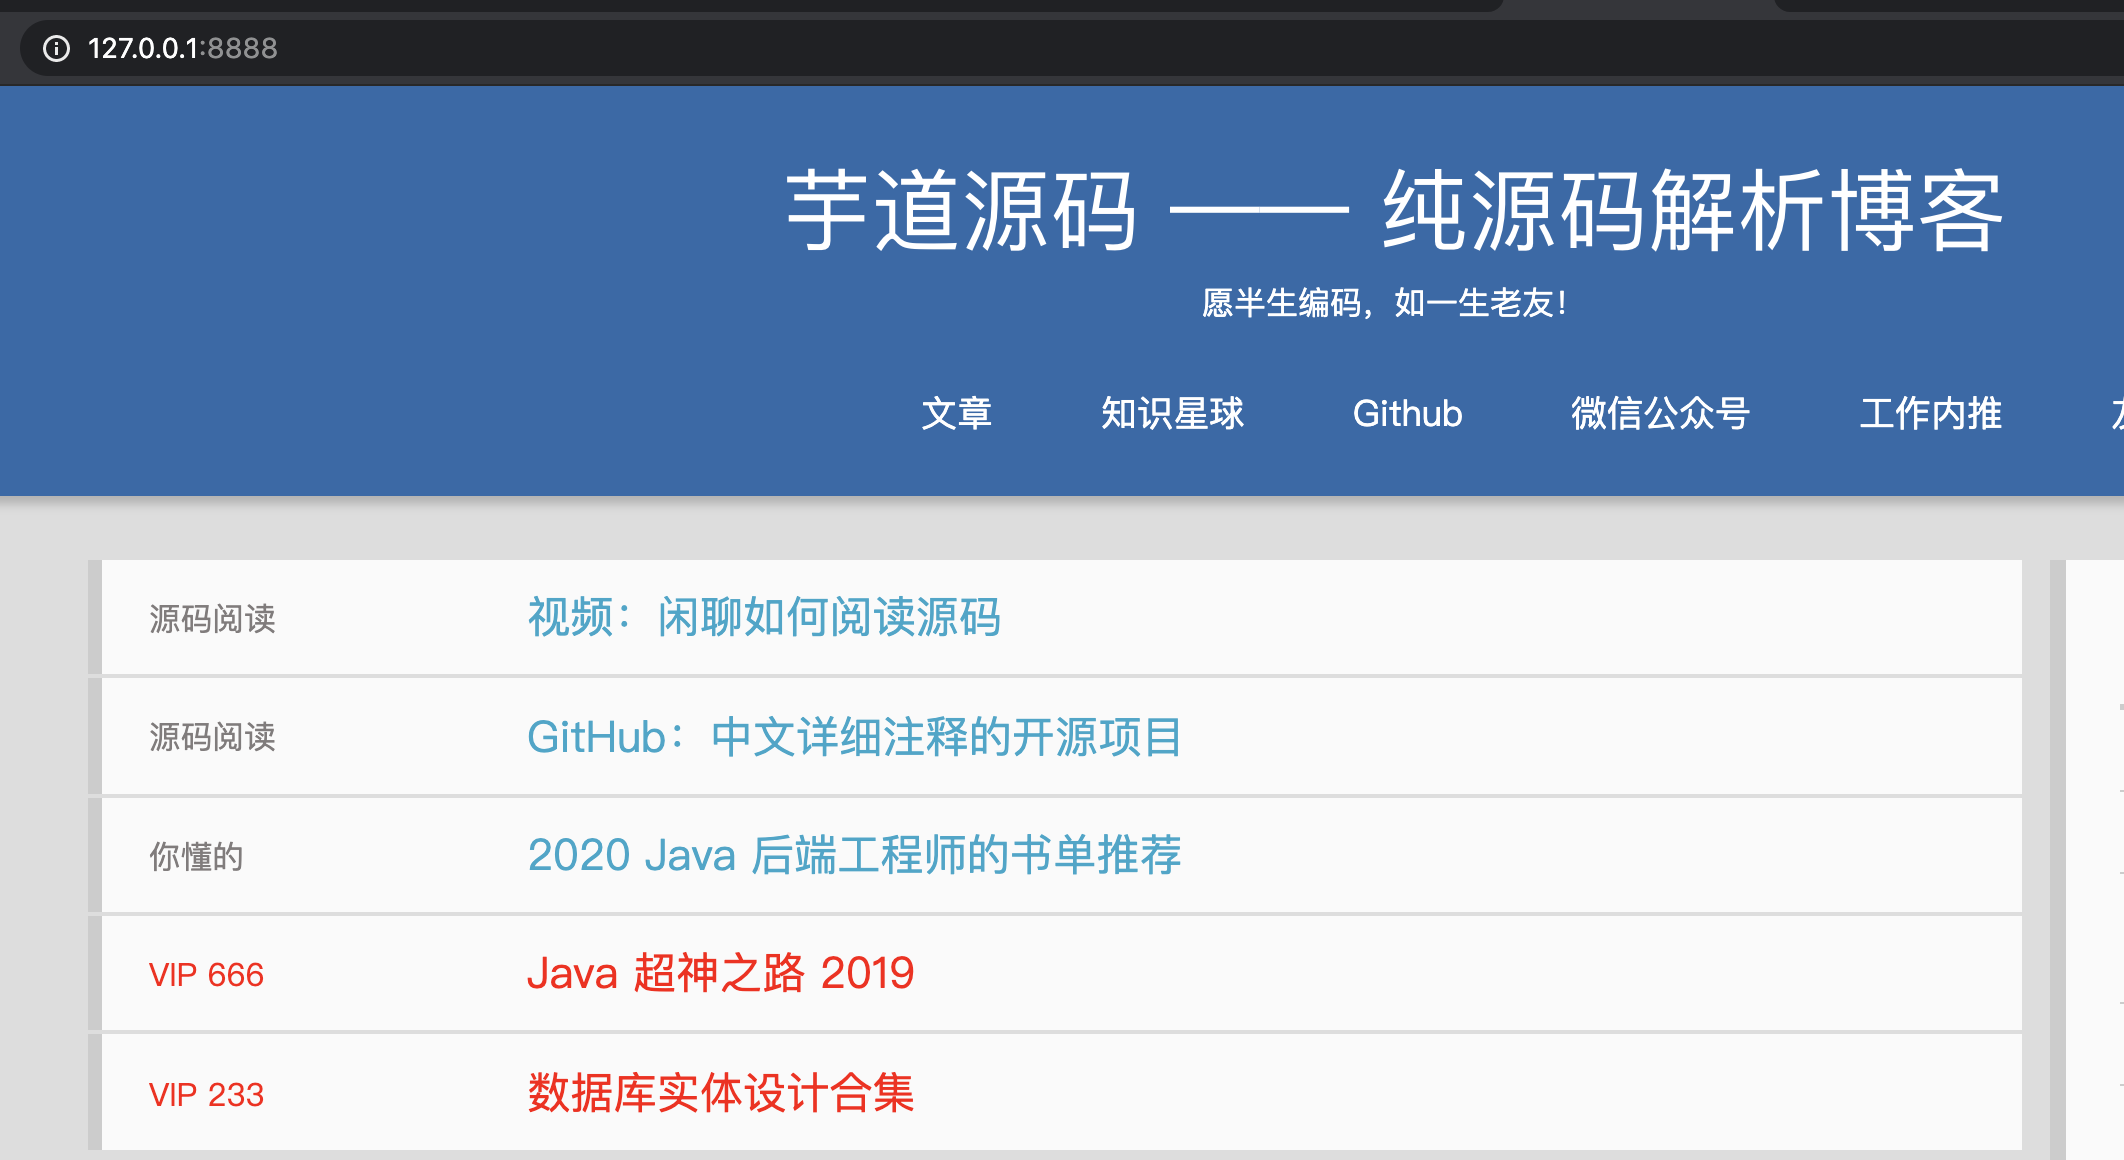 127.0.0.1:8888
芋道源码 —— 纯源码解析博客
愿半生编码，如一生老友！
文章 知识星球 Github 微信公众号 工作内推
源码阅读 视频：闲聊如何阅读源码
源码阅读 GitHub：中文详细注释的开源项目
你懂的 2020 Java 后端工程师的书单推荐
VIP 666 Java 超神之路 2019
VIP 233 数据库实体设计合集